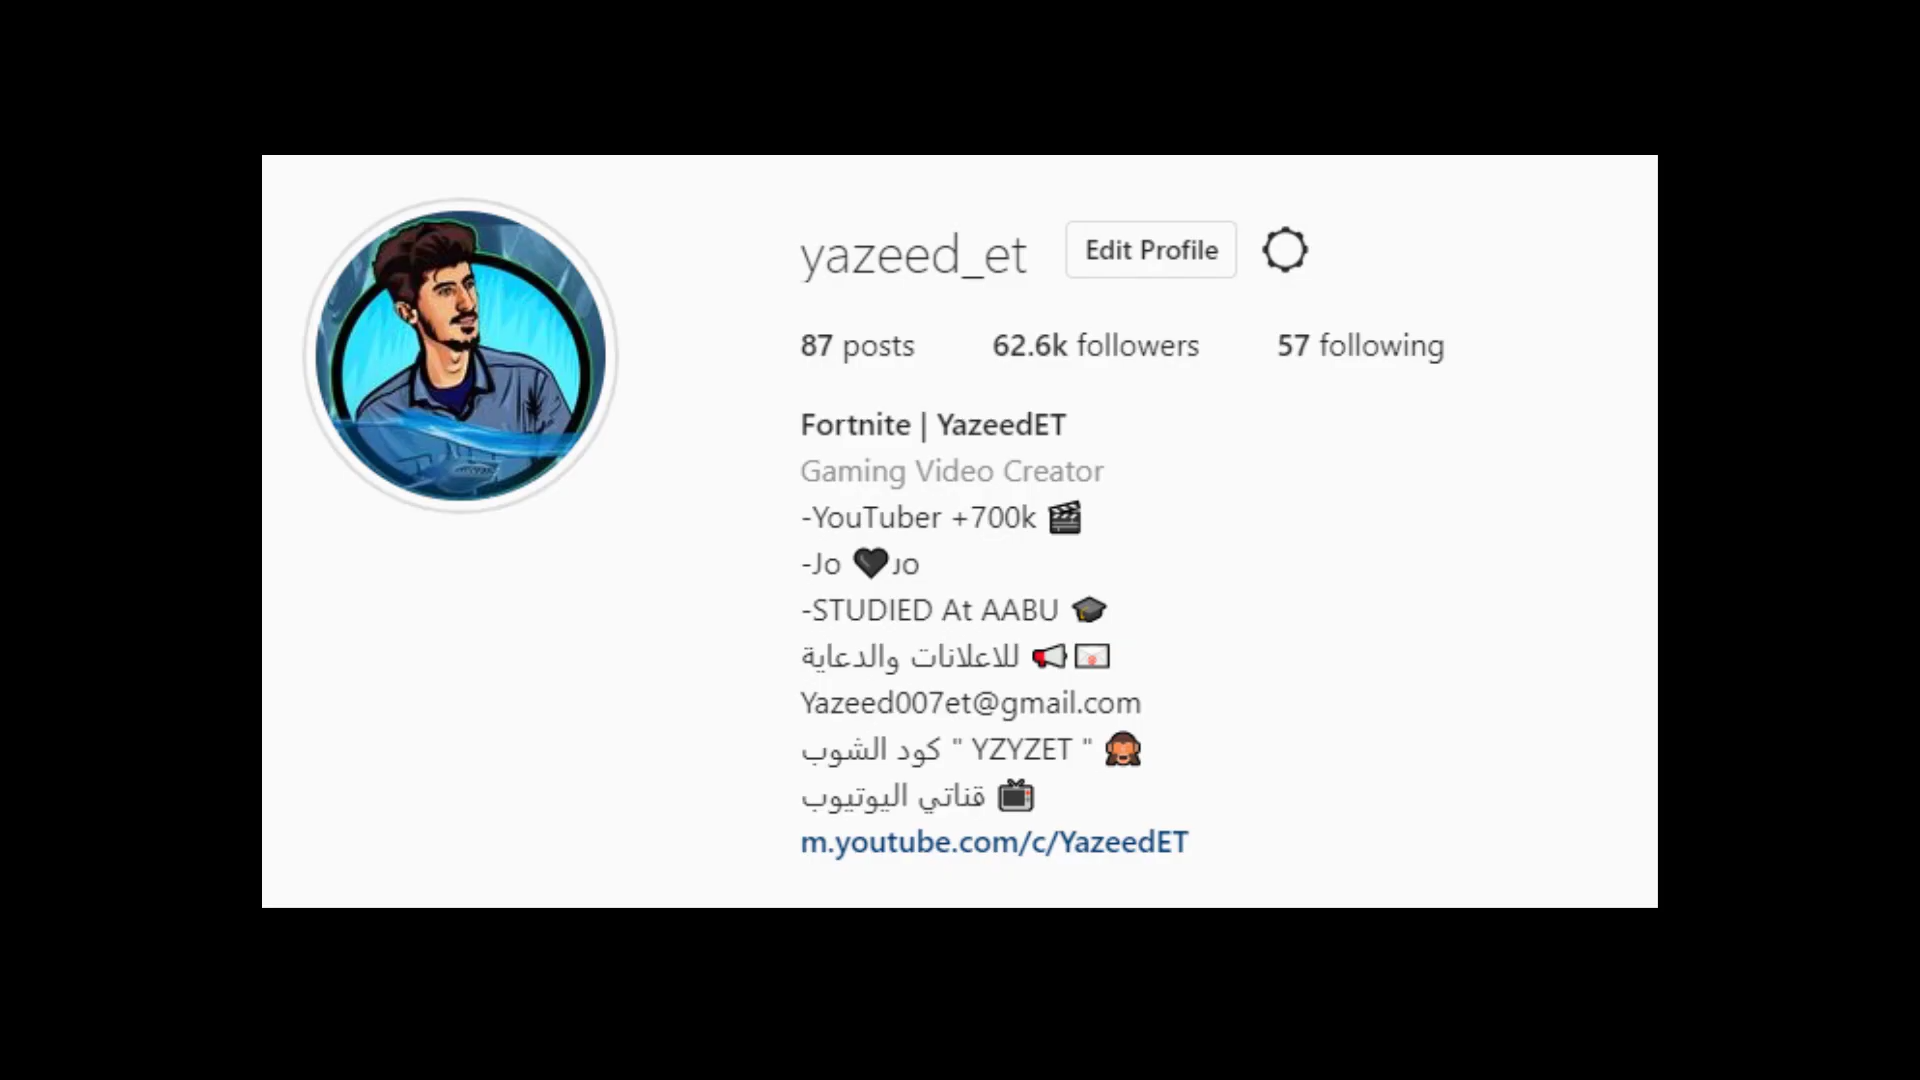 yazeed_et Edit Profile
87 posts 62.6k followers 57 following
Fortnite | YazeedET
Gaming Video Creator
-YouTuber +700k 🎬
-Jo 🖤ᴊᴏ
-STUDIED At AABU 🎓
للاعلانات والدعاية 📢💌
Yazeed007et@gmail.com
كود الشوب " YZYZET " 🙈
قناتي اليوتيوب 📺
m.youtube.com/c/YazeedET